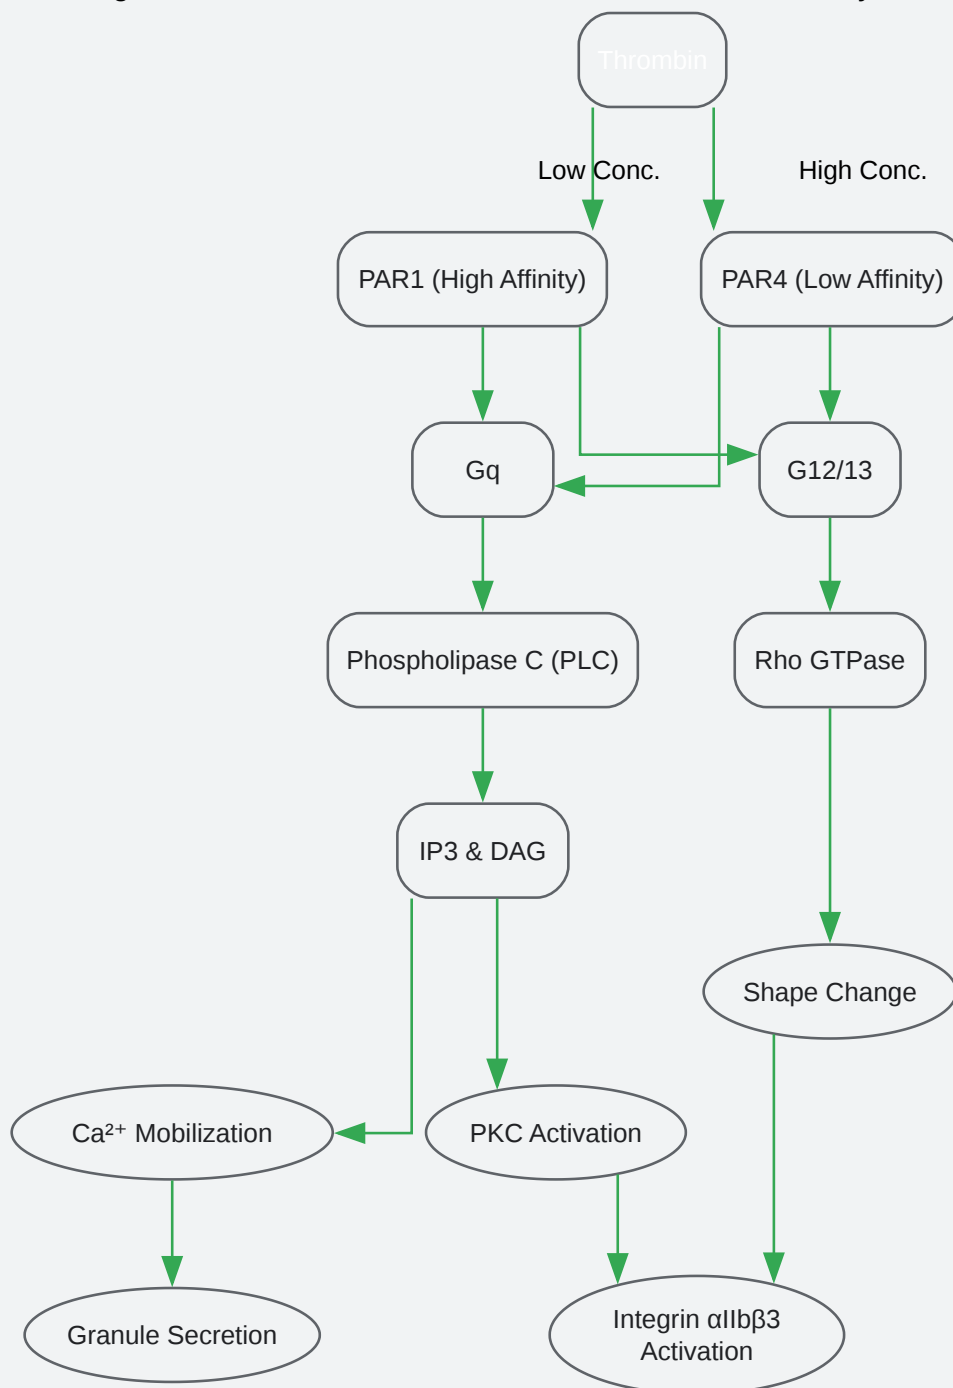 Thrombin
Low Conc.
High Conc.
PAR1 (High Affinity)
PAR4 (Low Affinity)
Gq
G12/13
Phospholipase C (PLC)
Rho GTPase
IP3 & DAG
Shape Change
Ca²⁺ Mobilization
PKC Activation
Granule Secretion
Integrin αIIbβ3
Activation